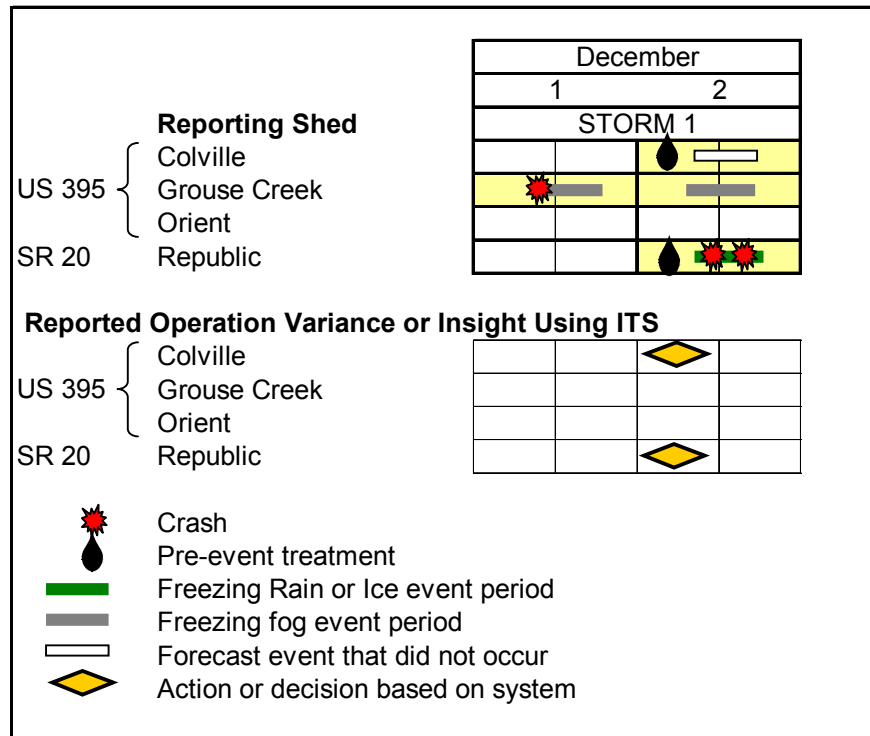 December
1 2
Reporting Shed STORM 1
Colville
US 395 Grouse Creek
Orient
SR 20 Republic
Reported Operation Variance or Insight Using ITS
Colville
US 395 Grouse Creek
Orient
SR 20 Republic
Crash
Pre-event treatment
Freezing Rain or Ice event period
Freezing fog event period
Forecast event that did not occur
Action or decision based on system